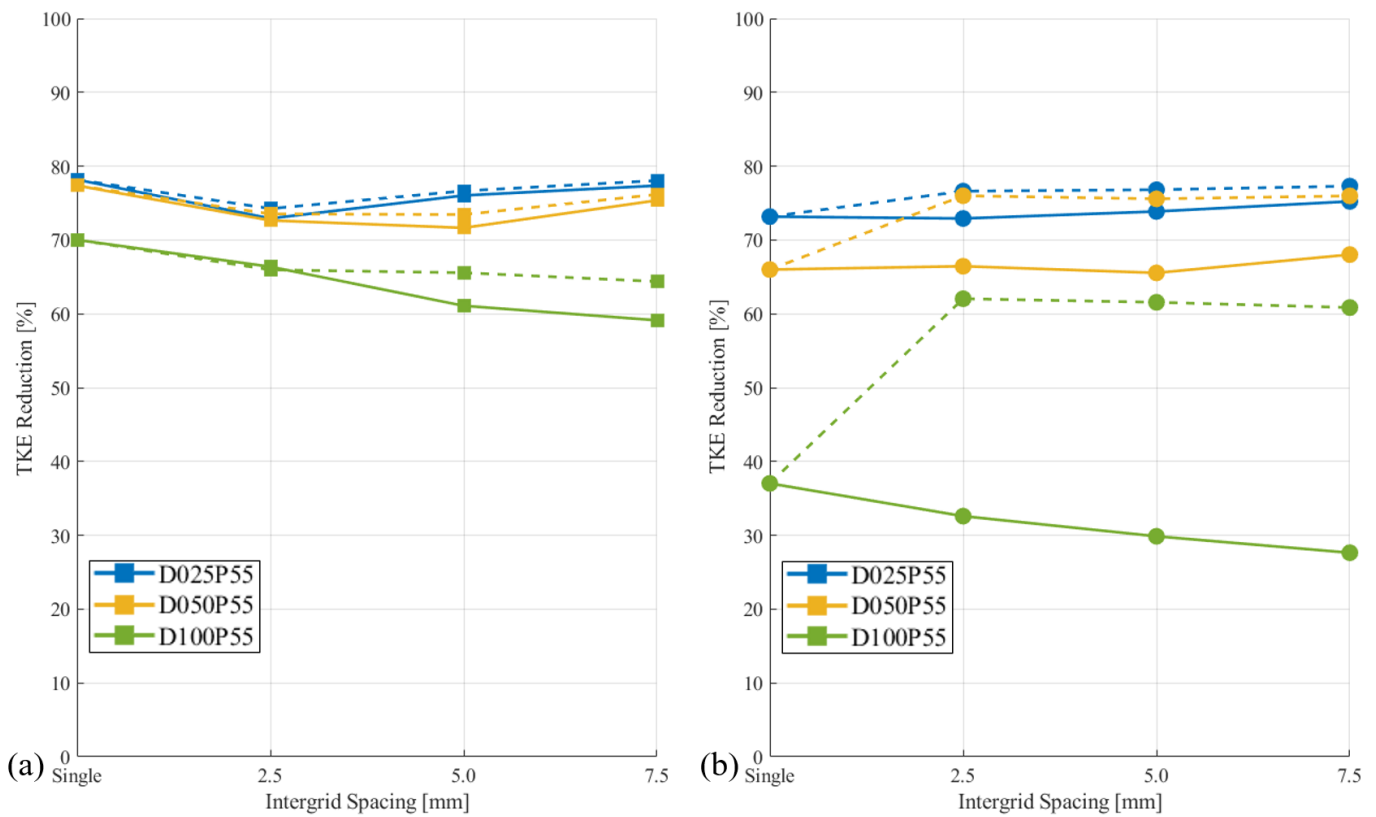 100
90
80
70
60
50
40
30
20
10
0
TKE Reduction [%]
D025P55
D050P55
D100P55
(a)
Single
2.5
5.0
7.5
Intergrid Spacing [mm]
100
90
80
70
60
50
40
30
20
10
0
TKE Reduction [%]
D025P55
D050P55
D100P55
(b)
Single
2.5
5.0
7.5
Intergrid Spacing [mm]